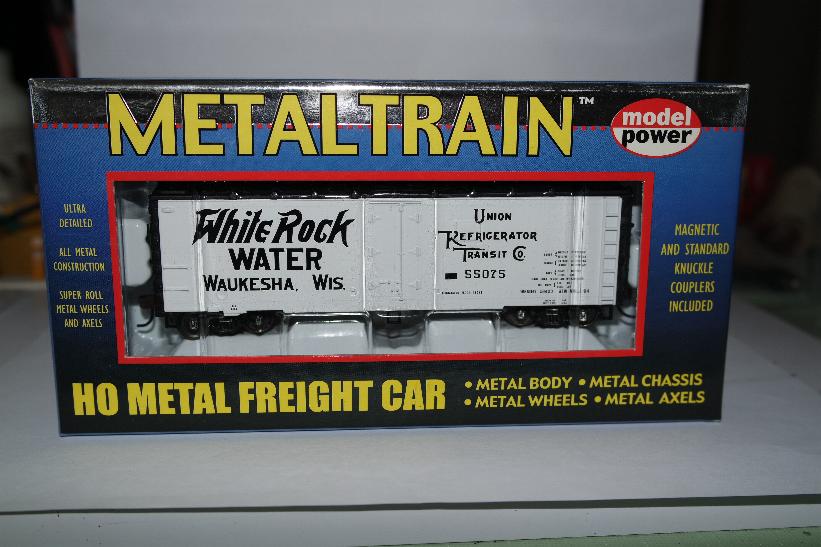 METALTRAIN™
model
power
ULTRA
DETAILED
ALL METAL
CONSTRUCTION
SUPER ROLL
METAL WHEELS
AND AXELS
White Rock
WATER
WAUKESHA, WIS.
UNION
REFRIGERATOR
TRANSIT CO.
55075
MAGNETIC
AND STANDARD
KNUCKLE
COUPLERS
INCLUDED
HO METAL FREIGHT CAR
• METAL BODY • METAL CHASSIS
• METAL WHEELS • METAL AXELS